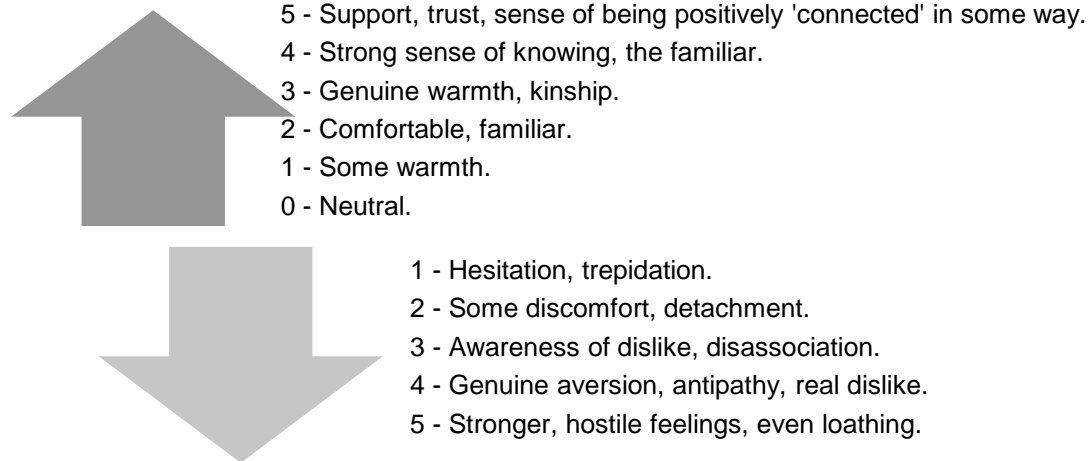 5 - Support, trust, sense of being positively 'connected' in some way.
4 - Strong sense of knowing, the familiar.
3 - Genuine warmth, kinship.
2 - Comfortable, familiar.
1 - Some warmth.
0 - Neutral.
1 - Hesitation, trepidation.
2 - Some discomfort, detachment.
3 - Awareness of dislike, disassociation.
4 - Genuine aversion, antipathy, real dislike.
5 - Stronger, hostile feelings, even loathing.